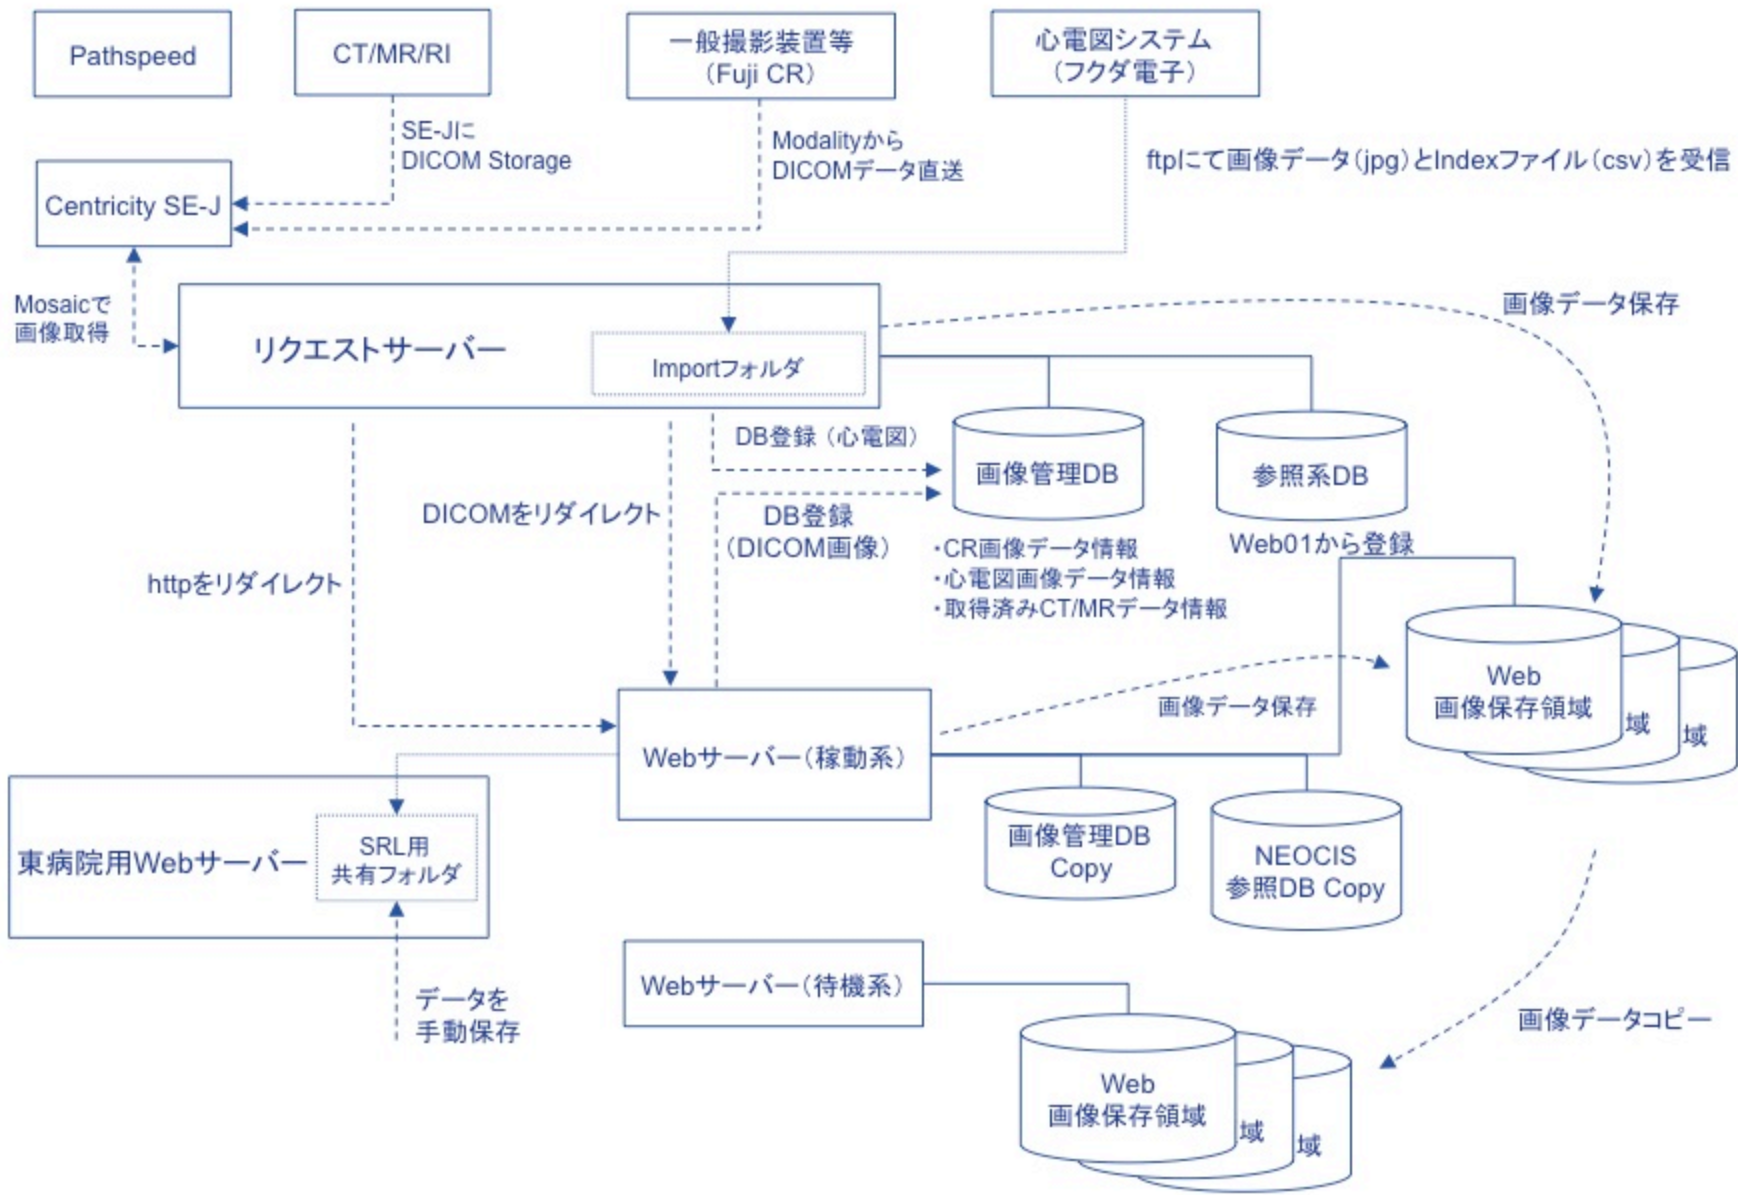 Pathspeed
CT/MR/RI
一般撮影装置等
(Fuji CR)
心電図システム
(フクダ電子)
SE-Jに
DICOM Storage
Modalityから
DICOMデータ直送
ftpにて画像データ(jpg)とIndexファイル(csv)を受信
Centricity SE-J
Mosaicで
画像取得
画像データ保存
リクエストサーバー
Importフォルダ
DB登録(心電図)
画像管理DB
参照系DB
DICOMをリダイレクト
DB登録
(DICOM画像)
Web01から登録
・CR画像データ情報
・心電図画像データ情報
・取得済みCT/MRデータ情報
httpをリダイレクト
Web
画像保存領域
域
域
画像データ保存
Webサーバー(稼動系)
東病院用Webサーバー
SRL用
共有フォルダ
画像管理DB
Copy
NEOCIS
参照DB Copy
Webサーバー(待機系)
データを
手動保存
画像データコピー
Web
画像保存領域
域
域